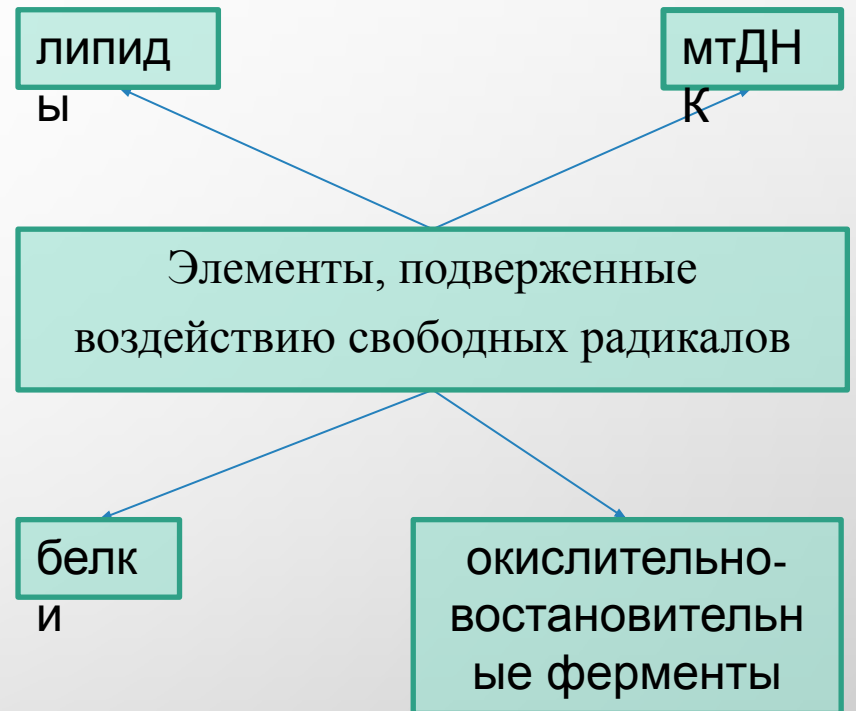 липид
ы
мтДН
К
Элементы, подверженные
воздействию свободных радикалов
белк
и
окислительно-
востановительн
ые ферменты